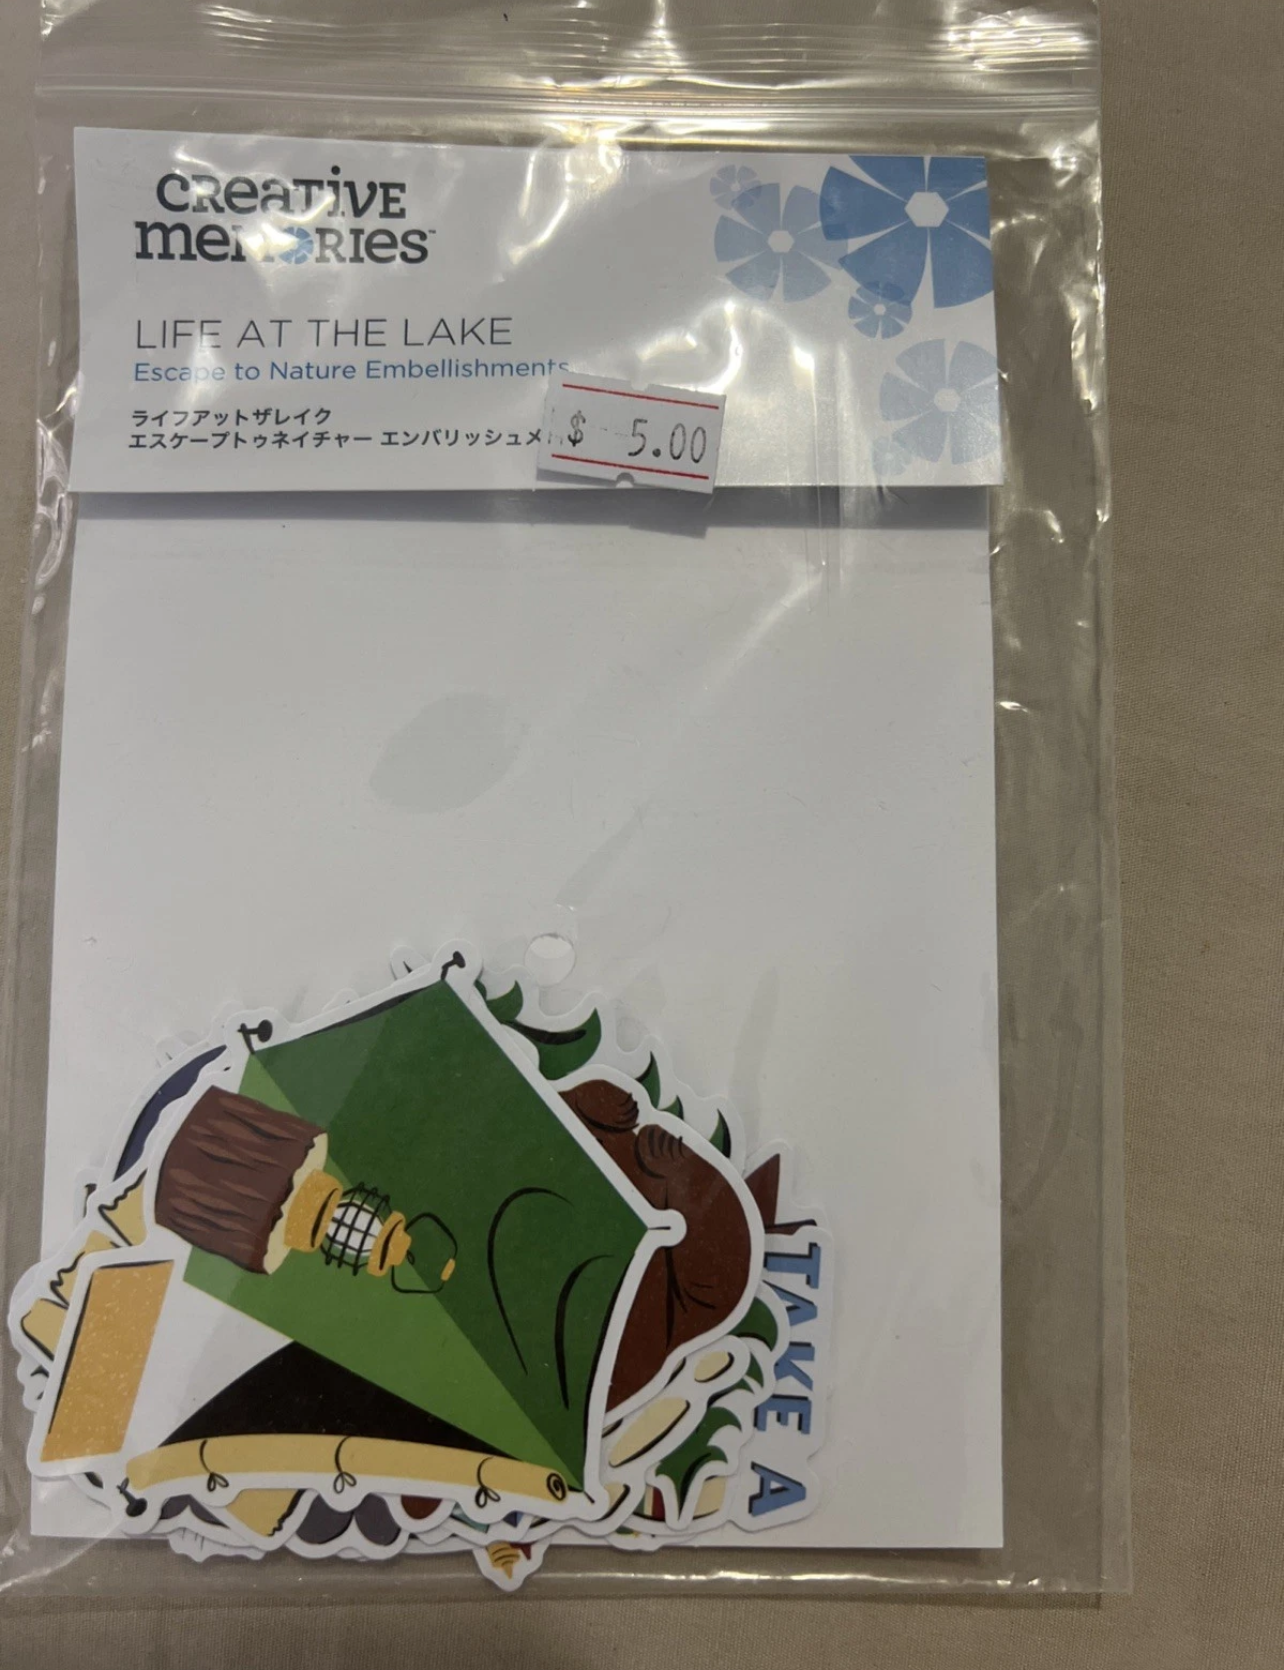 CReaTiVE
memORIes™
LIFE AT THE LAKE
Escape to Nature Embellishments
ライフアットザレイク
エスケープトゥネイチャー エンバリッシュメ
$ 5.00
TAKE A